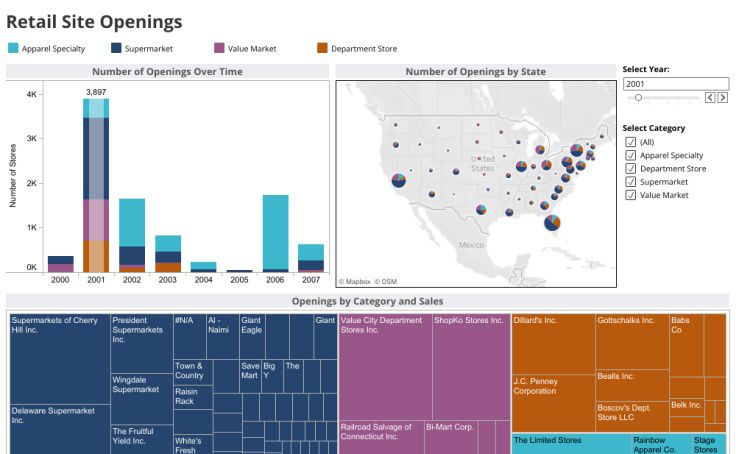 Retail Site Openings
Apparel Specialty
Supermarket
Value Market
Department Store
Number of Openings Over Time
Number of Stores
4K
3K
2K
1K
0K
3,897
2000
2001
2002
2003
2004
2005
2006
2007
Number of Openings by State
United
States
Mexico
© Mapbox © OSM
Select Year:
2001
Select Category
(All)
Apparel Specialty
Department Store
Supermarket
Value Market
Openings by Category and Sales
Supermarkets of Cherry
Hill Inc.
Delaware Supermarket
Inc.
President
Supermarkets
Inc.
Wingdale
Supermarket
The Fruitful
Yield Inc.
#N/A
Al -
Naimi
Giant
Eagle
Giant
Town &
Country
Save
Mart
Big
Y
The
Raisin
Rack
White's
Fresh
Value City Department
Stores Inc.
ShopKo Stores Inc.
Railroad Salvage of
Connecticut Inc.
Bi-Mart Corp.
Dillard's Inc.
J.C. Penney
Corporation
Gottschalks Inc.
Bealls Inc.
Boscov's Dept.
Store LLC
Babs
Co
Belk Inc.
The Limited Stores
Rainbow
Apparel Co.
Stage
Stores